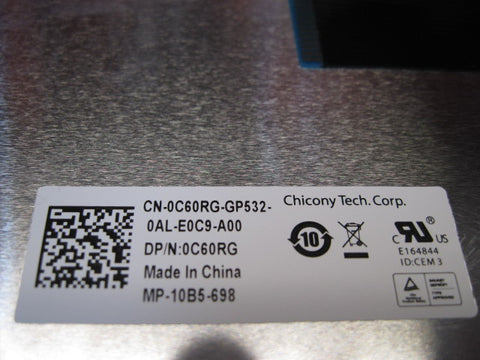 CN-0C60RG-GP532-
0AL-E0C9-A00
DP/N:0C60RG
Made In China
MP-10B5-698
Chicony Tech. Corp.
10
C RU US
®
E164844
ID:CEM 3